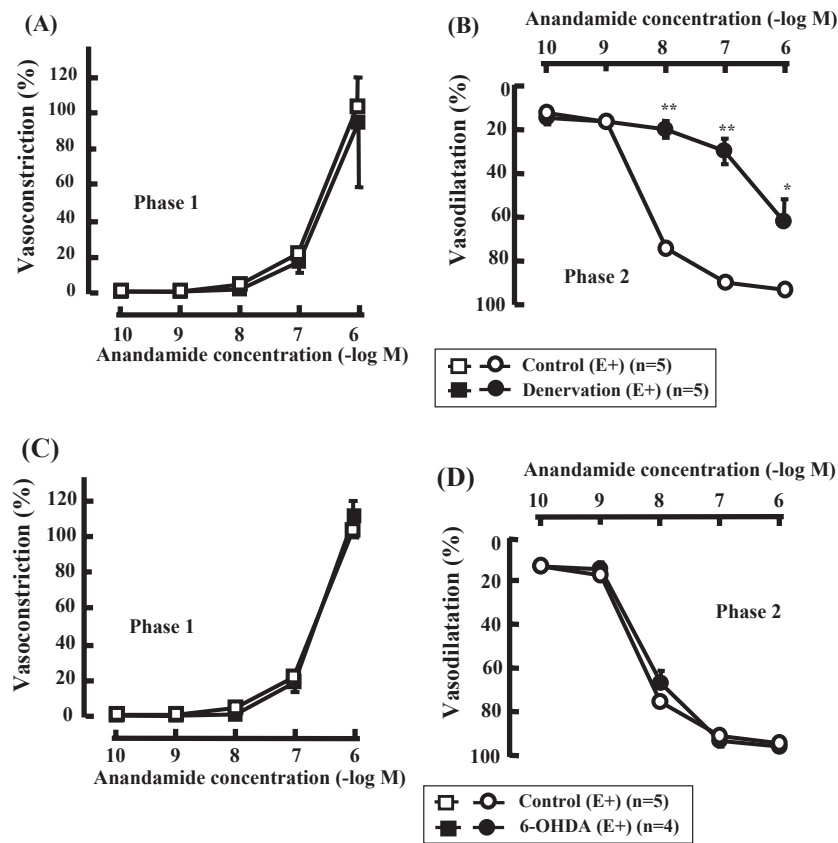 (A)
Vasoconstriction (%)
120
100
80
60
40
20
0
Phase 1
10 9 8 7 6
Anandamide concentration (-log M)
(B)
Anandamide concentration (-log M)
10 9 8 7 6
Vasodilatation (%)
0
20
40
60
80
100
**
**
*
Phase 2
Control (E+) (n=5)
Denervation (E+) (n=5)
(C)
Vasoconstriction (%)
120
100
80
60
40
20
0
Phase 1
10 9 8 7 6
Anandamide concentration (-log M)
(D)
Anandamide concentration (-log M)
10 9 8 7 6
Vasodilatation (%)
0
20
40
60
80
100
Phase 2
Control (E+) (n=5)
6-OHDA (E+) (n=4)